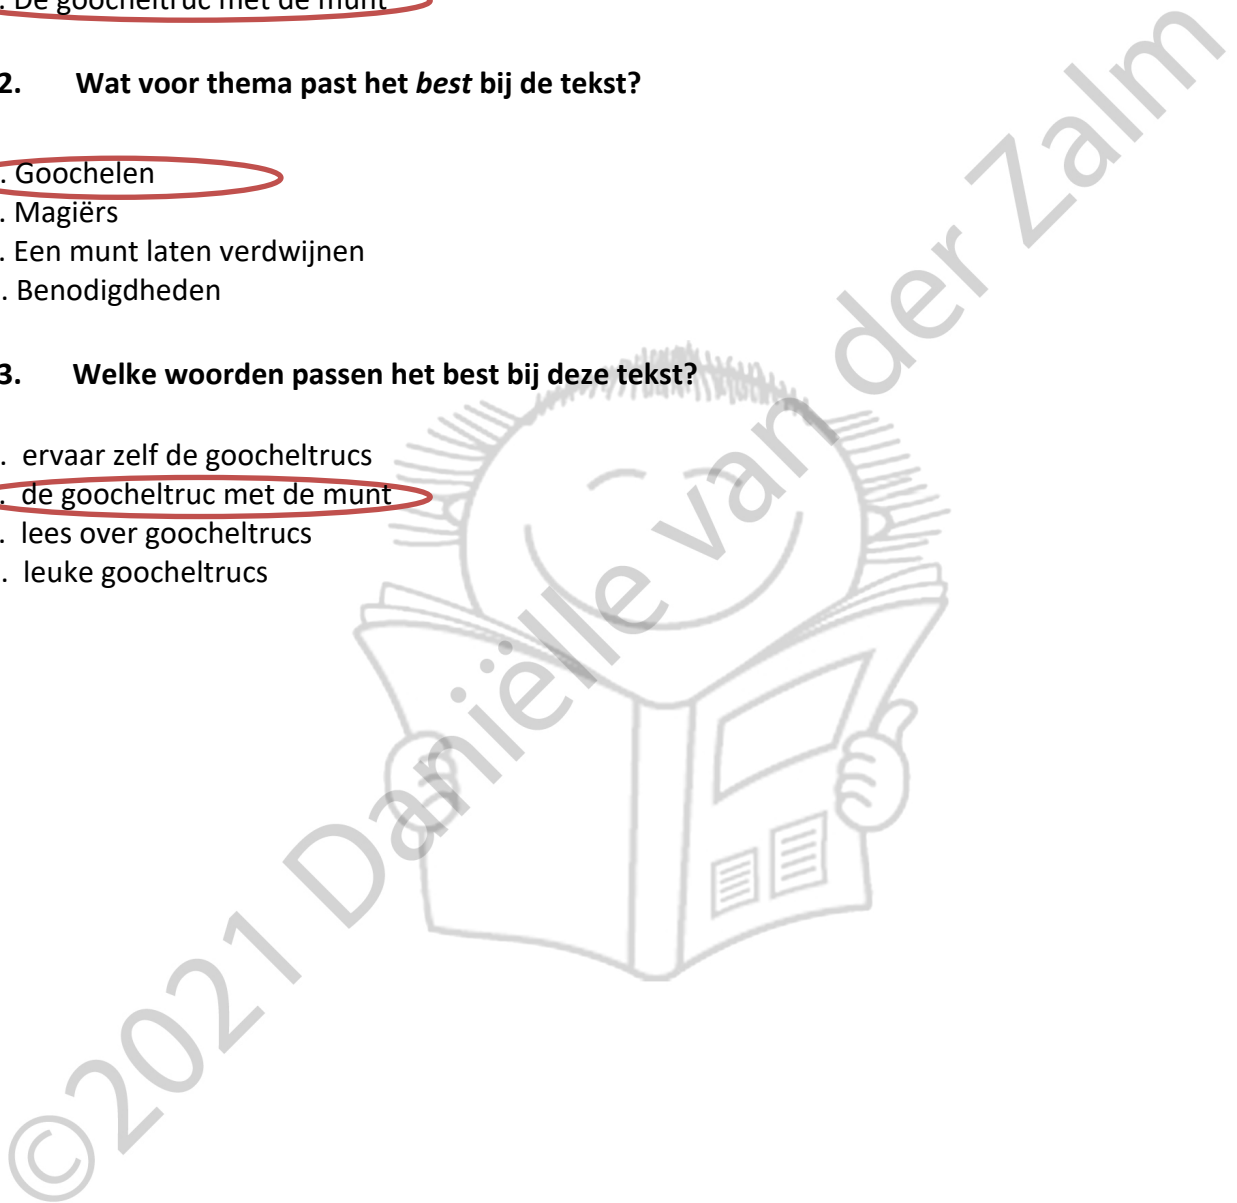 . De goocheltruc met de munt
2. Wat voor thema past het best bij de tekst?
. Goochelen
. Magiërs
. Een munt laten verdwijnen
. Benodigdheden
3. Welke woorden passen het best bij deze tekst?
. ervaar zelf de goocheltrucs
. de goocheltruc met de munt
. lees over goocheltrucs
. leuke goocheltrucs
©2021 Daniëlle van der Zalm